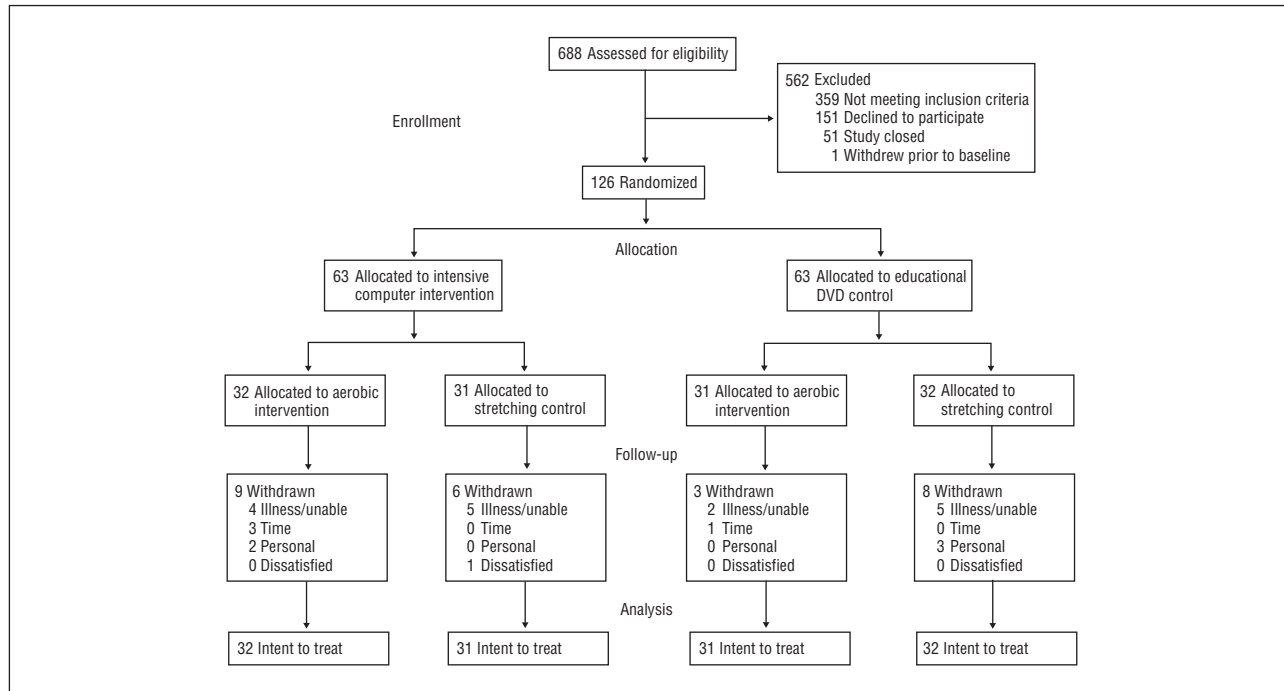 688 Assessed for eligibility
562 Excluded
359 Not meeting inclusion criteria
151 Declined to participate
51 Study closed
1 Withdrew prior to baseline
Enrollment
126 Randomized
Allocation
63 Allocated to intensive
computer intervention
63 Allocated to educational
DVD control
32 Allocated to aerobic
intervention
31 Allocated to
stretching control
31 Allocated to aerobic
intervention
32 Allocated to
stretching control
Follow-up
9 Withdrawn
4 Illness/unable
3 Time
2 Personal
0 Dissatisfied
6 Withdrawn
5 Illness/unable
0 Time
0 Personal
1 Dissatisfied
3 Withdrawn
2 Illness/unable
1 Time
0 Personal
0 Dissatisfied
8 Withdrawn
5 Illness/unable
0 Time
3 Personal
0 Dissatisfied
Analysis
32 Intent to treat
31 Intent to treat
31 Intent to treat
32 Intent to treat